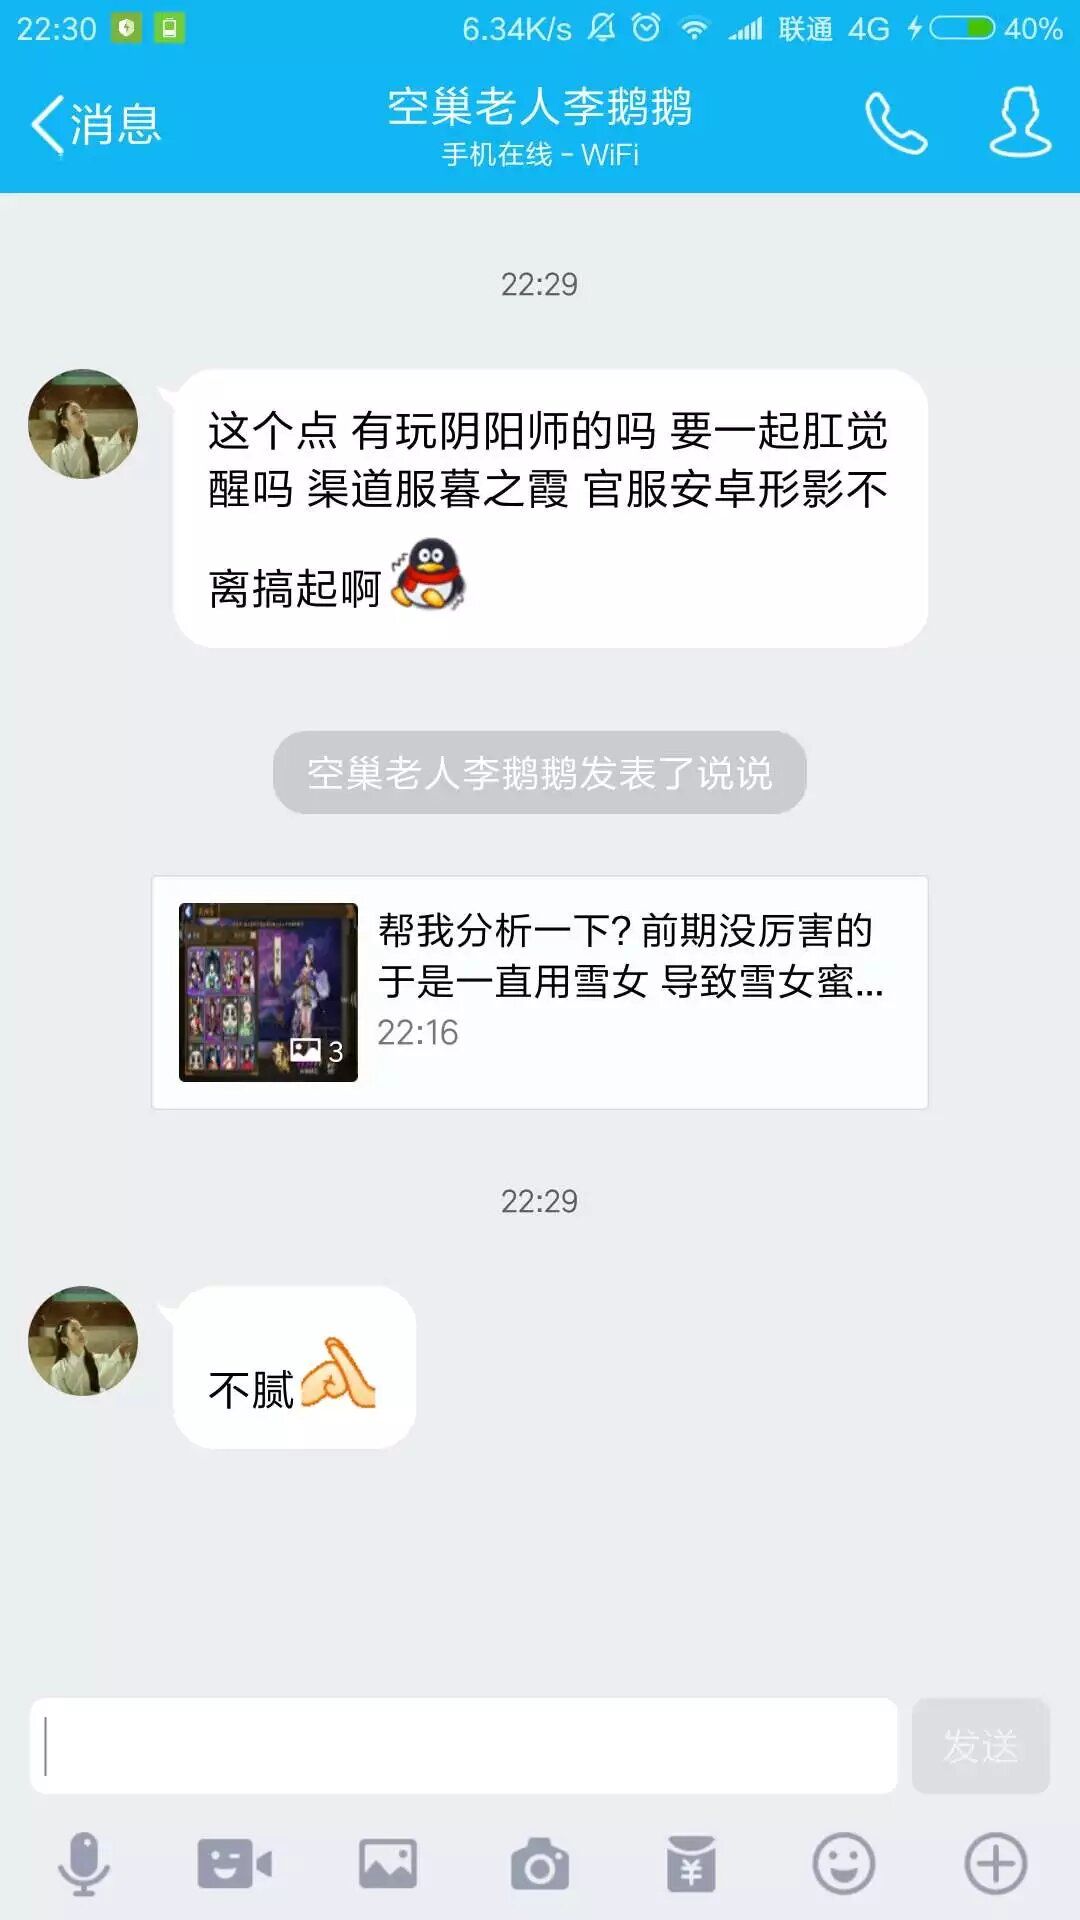 22:30
6.34K/s
联通 4G
40%
消息
空巢老人李鹅鹅
手机在线 - WiFi
22:29
这个点 有玩阴阳师的吗 要一起肛觉
醒吗 渠道服暮之霞 官服安卓形影不
离搞起啊
空巢老人李鹅鹅发表了说说
帮我分析一下? 前期没厉害的
于是一直用雪女 导致雪女蜜...
3
22:16
22:29
不腻
发送